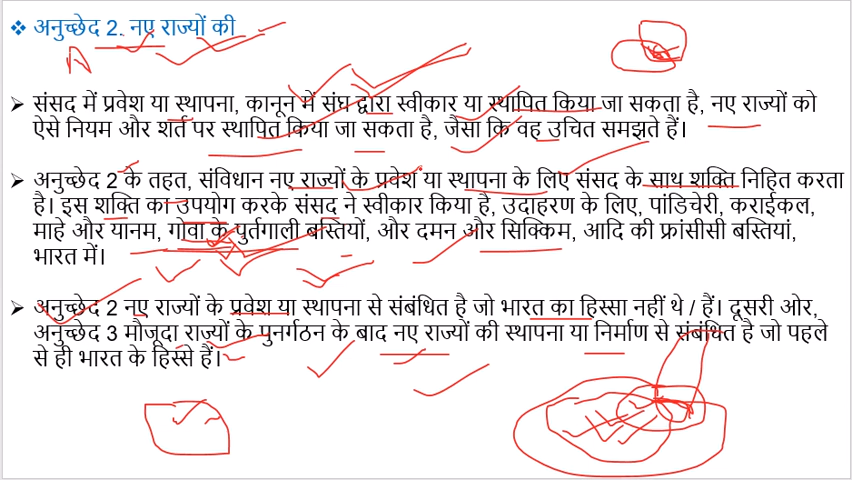 ❖ अनुच्छेद 2. नए राज्यों की
A
➤ संसद में प्रवेश या स्थापना, कानून में संघ द्वारा स्वीकार या स्थापित किया जा सकता है, नए राज्यों को
ऐसे नियम और शर्त पर स्थापित किया जा सकता है, जैसा कि वह उचित समझते हैं।
➤ अनुच्छेद 2 के तहत, संविधान नए राज्यों के प्रवेश या स्थापना के लिए संसद के साथ शक्ति निहित करता
है। इस शक्ति का उपयोग करके संसद ने स्वीकार किया है, उदाहरण के लिए, पांडिचेरी, कराईकल,
माहे और यानम, गोवा के पुर्तगाली बस्तियों, और दमन और सिक्किम, आदि की फ्रांसीसी बस्तियां,
भारत में।
➤ अनुच्छेद 2 नए राज्यों के प्रवेश या स्थापना से संबंधित है जो भारत का हिस्सा नहीं थे / हैं। दूसरी ओर,
अनुच्छेद 3 मौजूदा राज्यों के पुनर्गठन के बाद नए राज्यों की स्थापना या निर्माण से संबंधित है जो पहले
से ही भारत के हिस्से हैं।